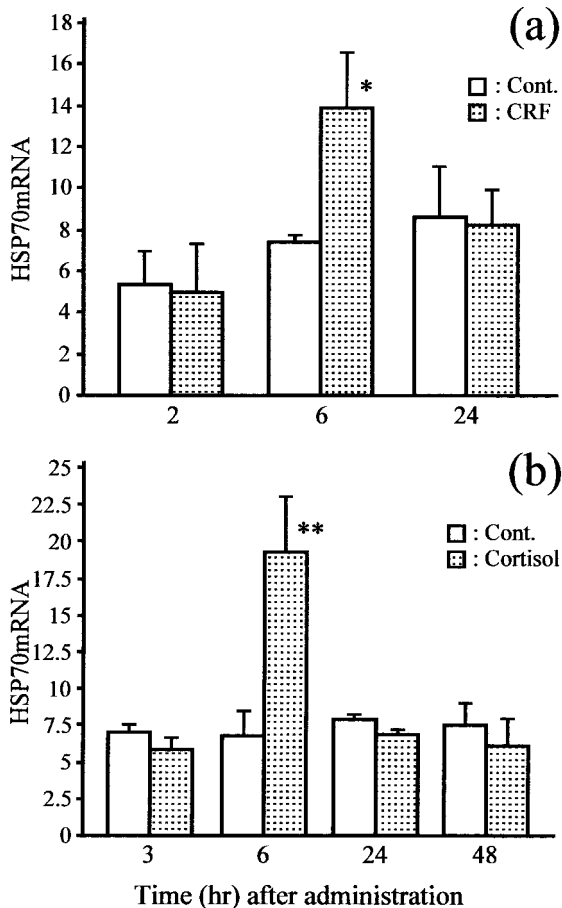 (a)
18
16
14
12
10
8
6
4
2
0
HSP70mRNA
: Cont.
: CRF
*
2 6 24
(b)
25
22.5
20
17.5
15
12.5
10
7.5
5
2.5
0
HSP70mRNA
: Cont.
: Cortisol
**
3 6 24 48
Time (hr) after administration